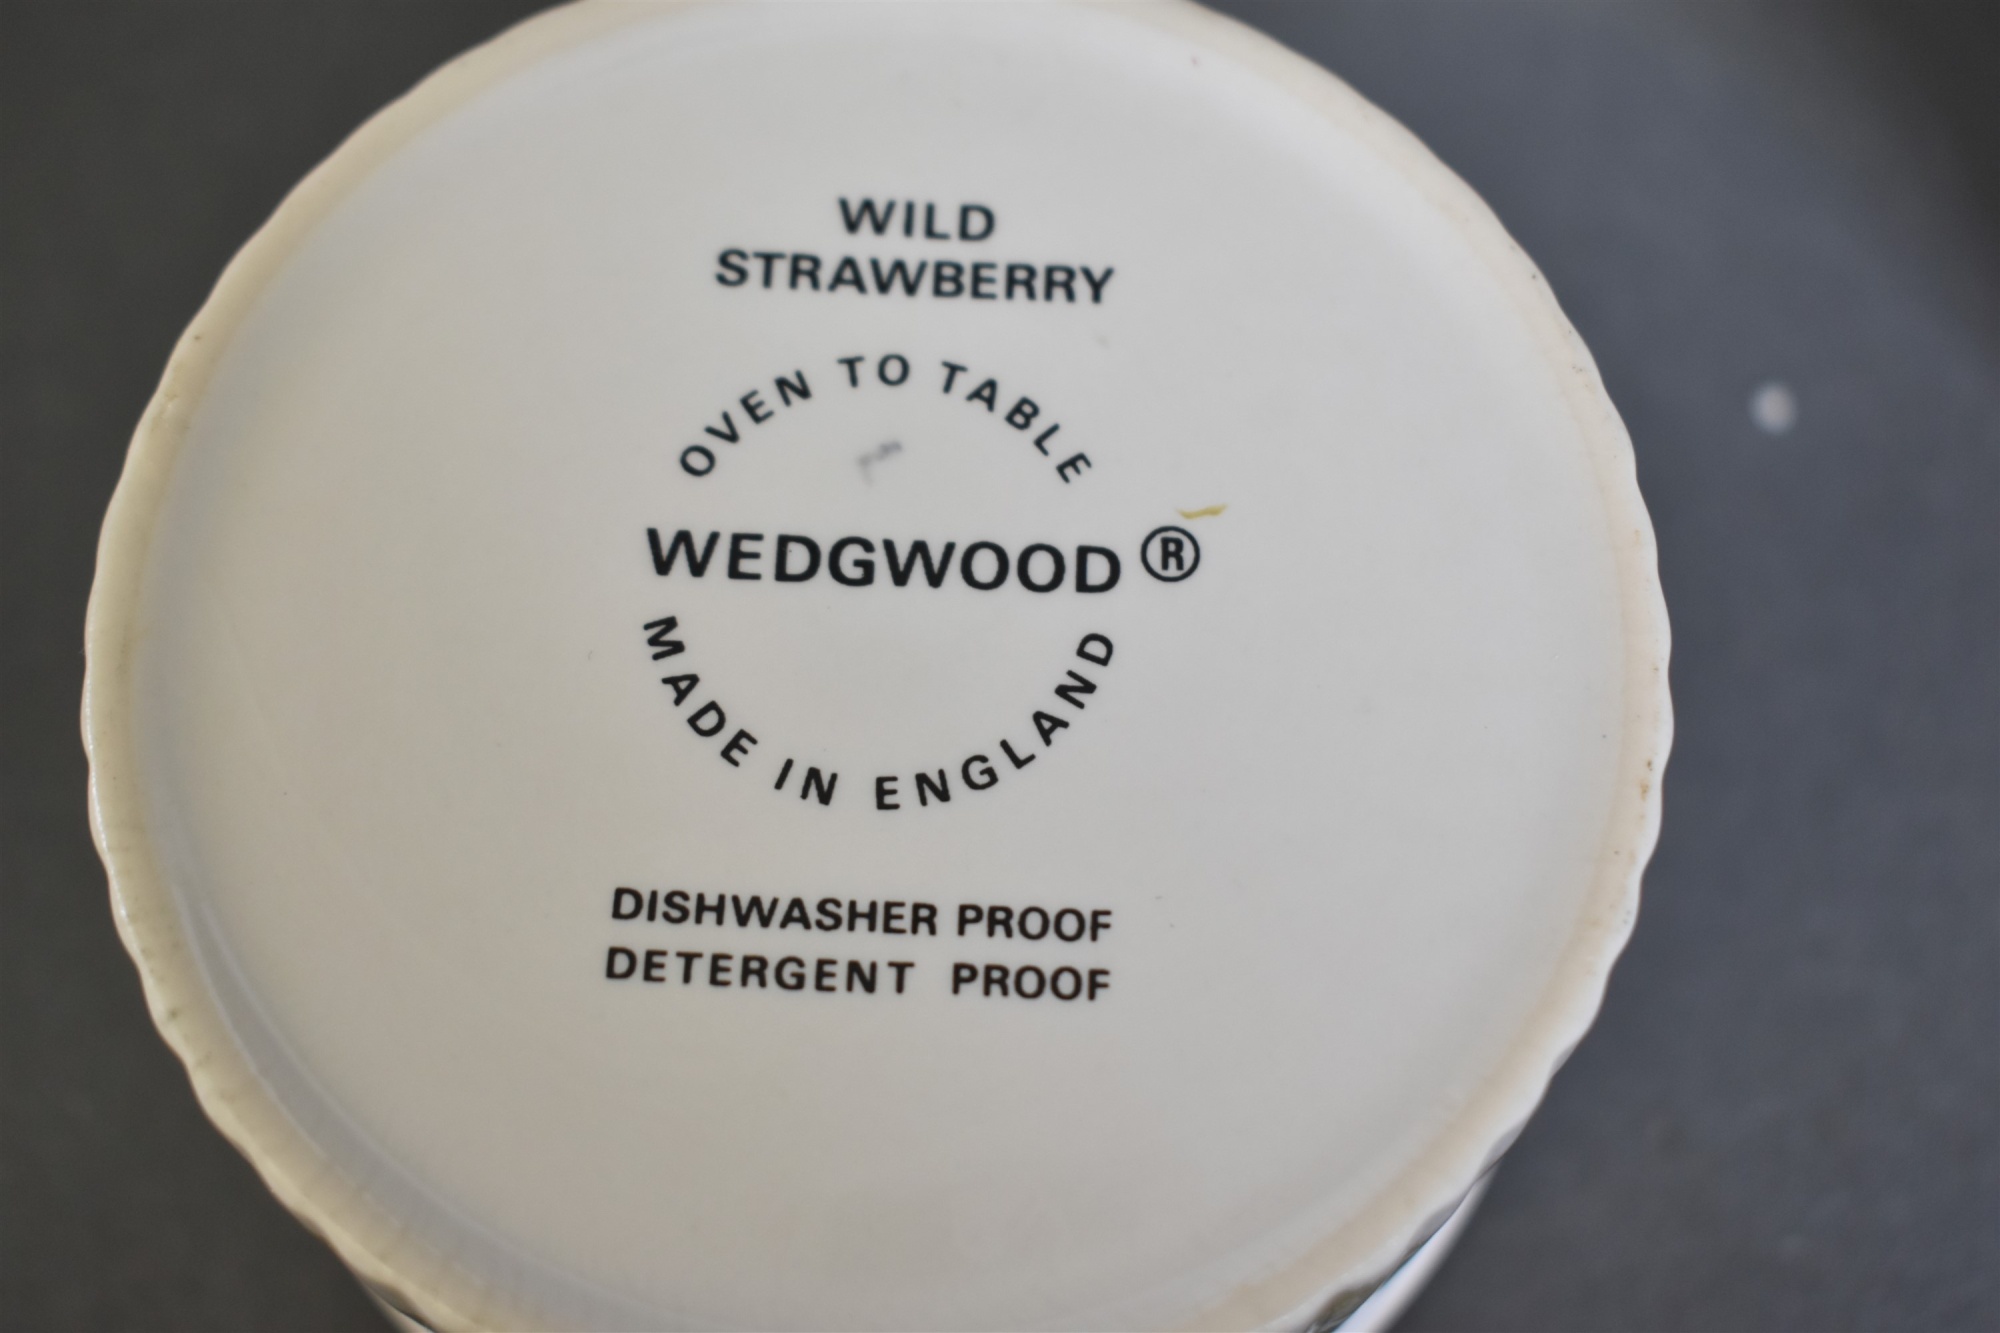 WILD
STRAWBERRY
OVEN TO TABLE
WEDGWOOD ®
MADE IN ENGLAND
DISHWASHER PROOF
DETERGENT PROOF